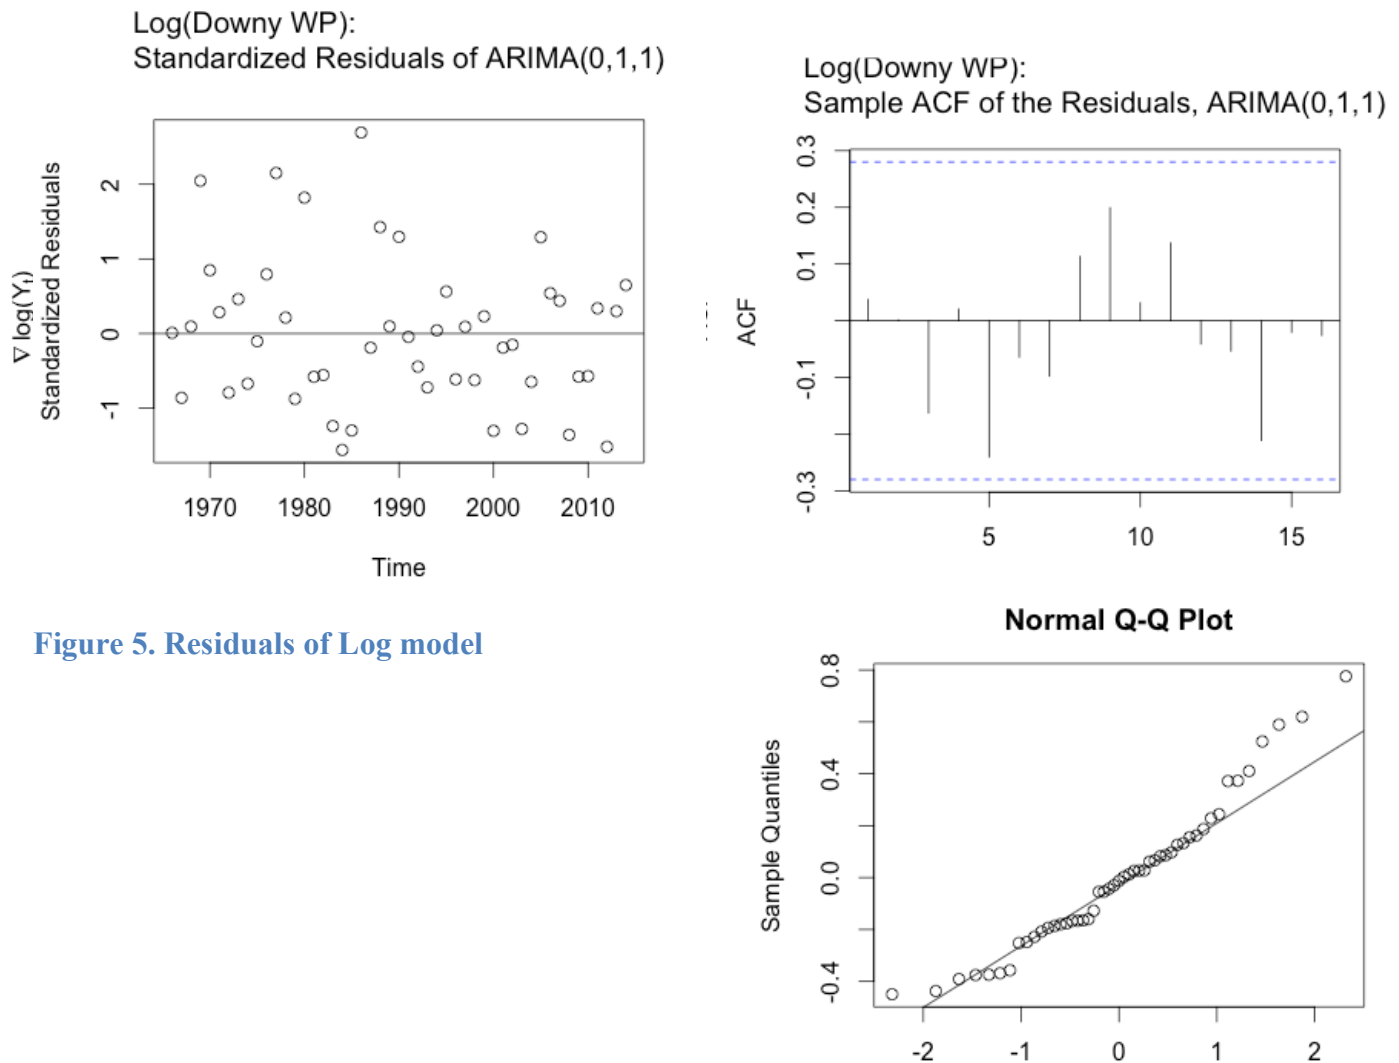 Log(Downy WP):
Standardized Residuals of ARIMA(0,1,1)
∇ log(Yt)
Standardized Residuals
2
1
0
-1
1970 1980 1990 2000 2010
Time
Log(Downy WP):
Sample ACF of the Residuals, ARIMA(0,1,1)
ACF
0.3
0.2
0.1
-0.1
-0.3
5 10 15
Figure 5. Residuals of Log model
Normal Q-Q Plot
Sample Quantiles
0.8
0.4
0.0
-0.4
-2 -1 0 1 2